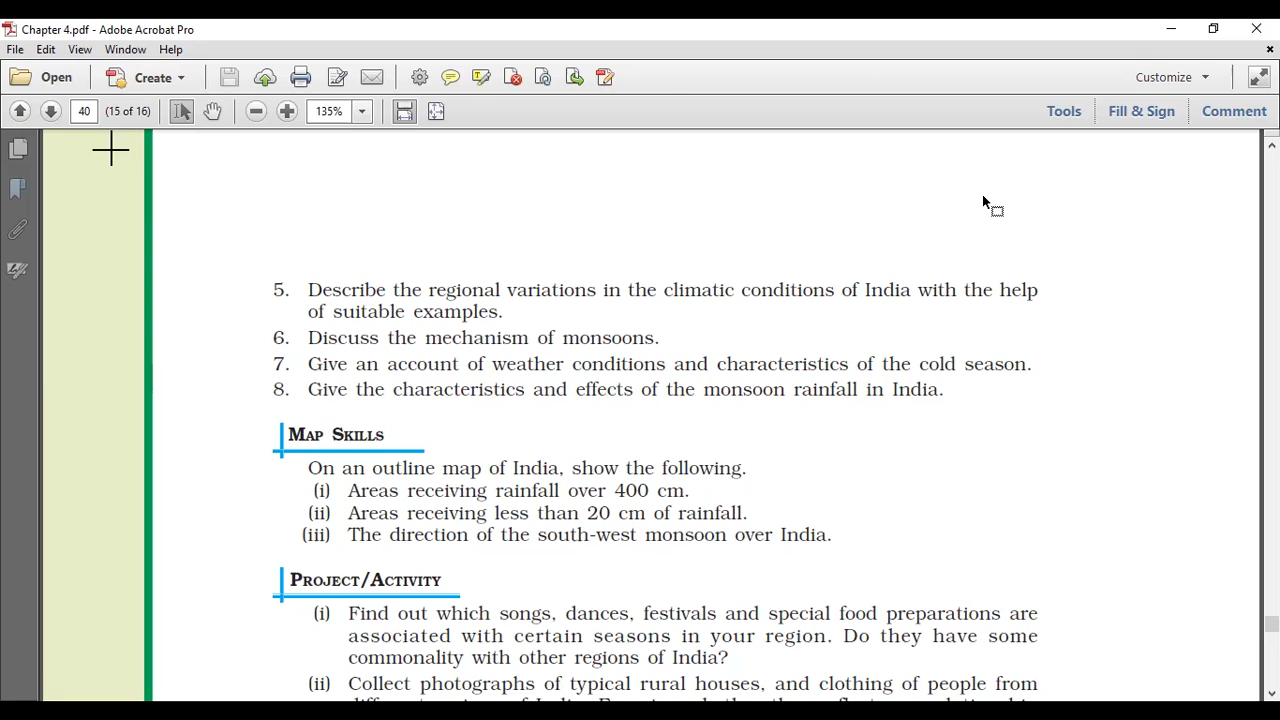 Chapter 4.pdf - Adobe Acrobat Pro
File Edit View Window Help
Open Create Customize
40 (15 of 16) 135% Tools Fill & Sign Comment
5. Describe the regional variations in the climatic conditions of India with the help
of suitable examples.
6. Discuss the mechanism of monsoons.
7. Give an account of weather conditions and characteristics of the cold season.
8. Give the characteristics and effects of the monsoon rainfall in India.
MAP SKILLS
On an outline map of India, show the following.
(i) Areas receiving rainfall over 400 cm.
(ii) Areas receiving less than 20 cm of rainfall.
(iii) The direction of the south-west monsoon over India.
PROJECT/ACTIVITY
(i) Find out which songs, dances, festivals and special food preparations are
associated with certain seasons in your region. Do they have some
commonality with other regions of India?
(ii) Collect photographs of typical rural houses, and clothing of people from